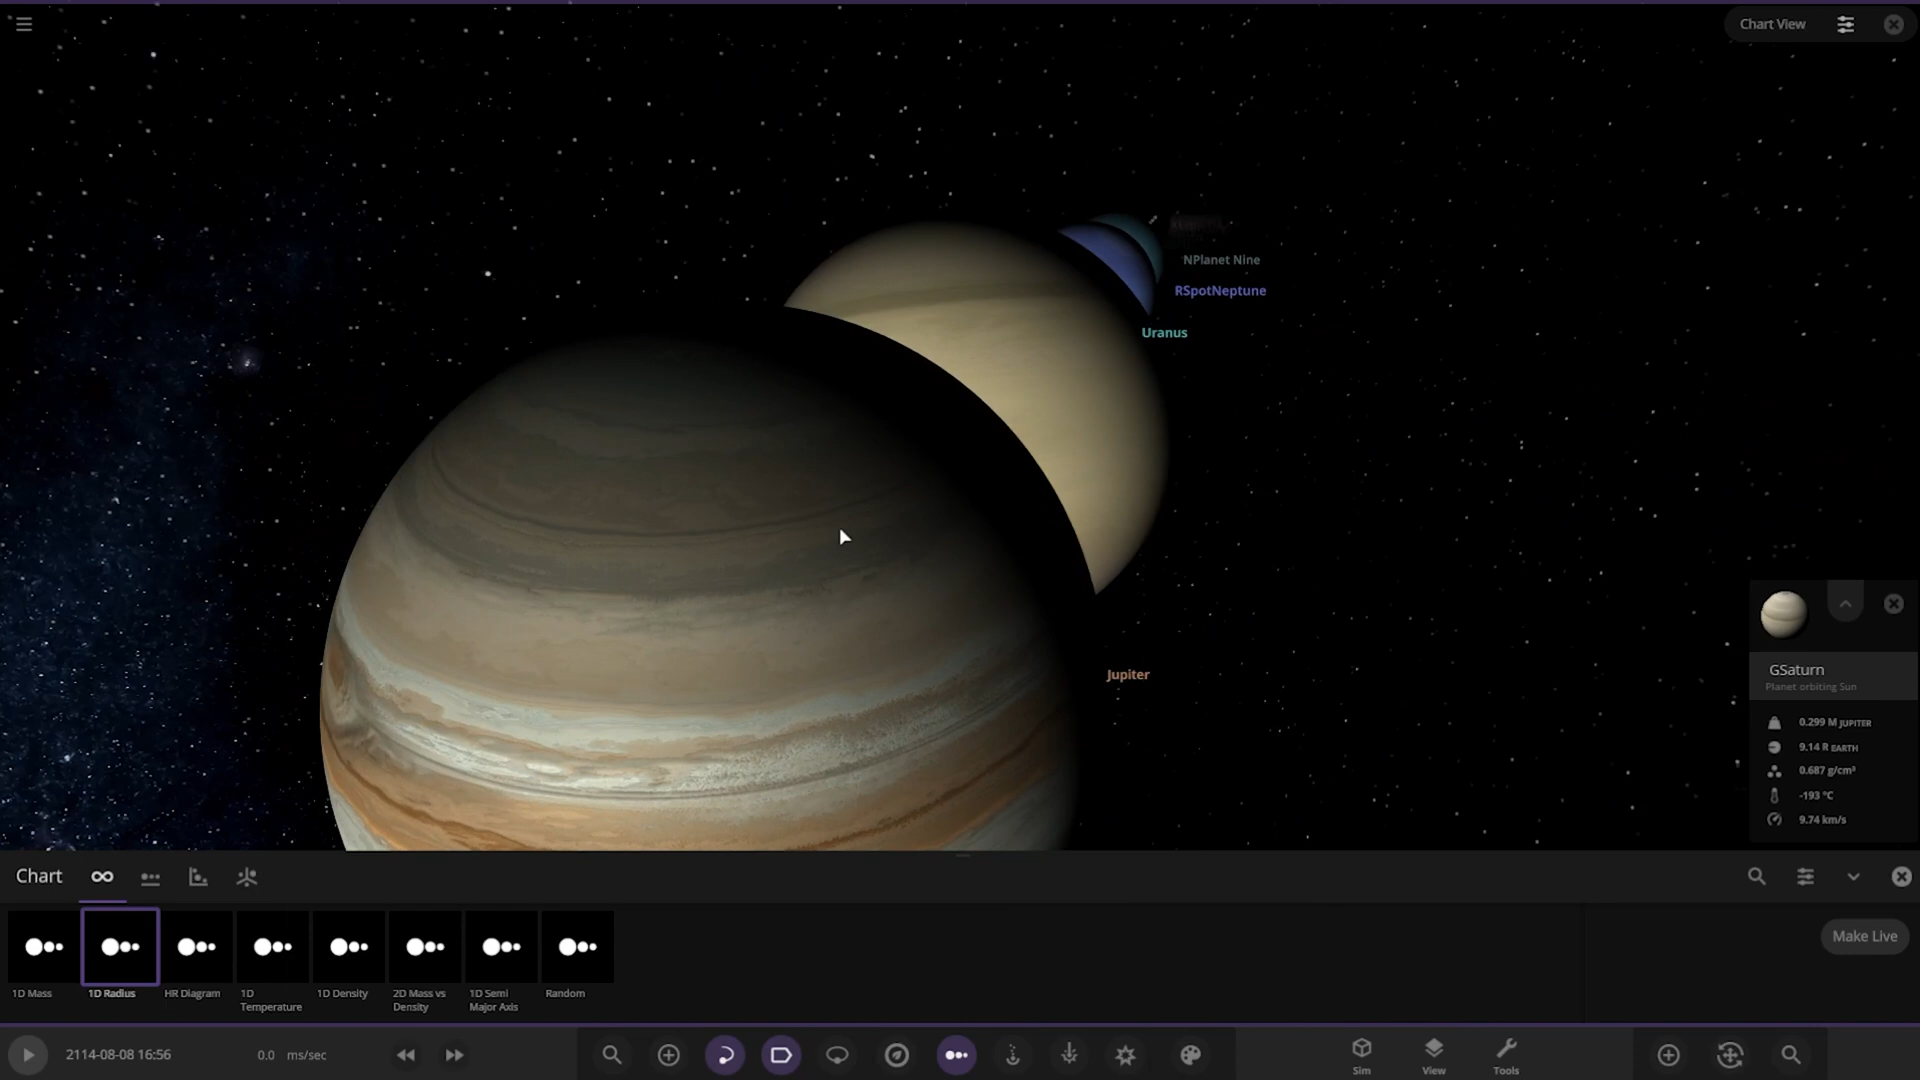 Chart View
NPlanet Nine
RSpotNeptune
Uranus
Jupiter
GSaturn
Planet orbiting Sun
0.299 M JUPITER
9.14 R EARTH
0.687 g/cm³
-193 °C
9.74 km/s
Chart
Make Live
1D Mass
1D Radius
HR Diagram
1D
Temperature
1D Density
2D Mass vs
Density
1D Semi
Major Axis
Random
2114-08-08 16:56
0.0 ms/sec
Sim
View
Tools